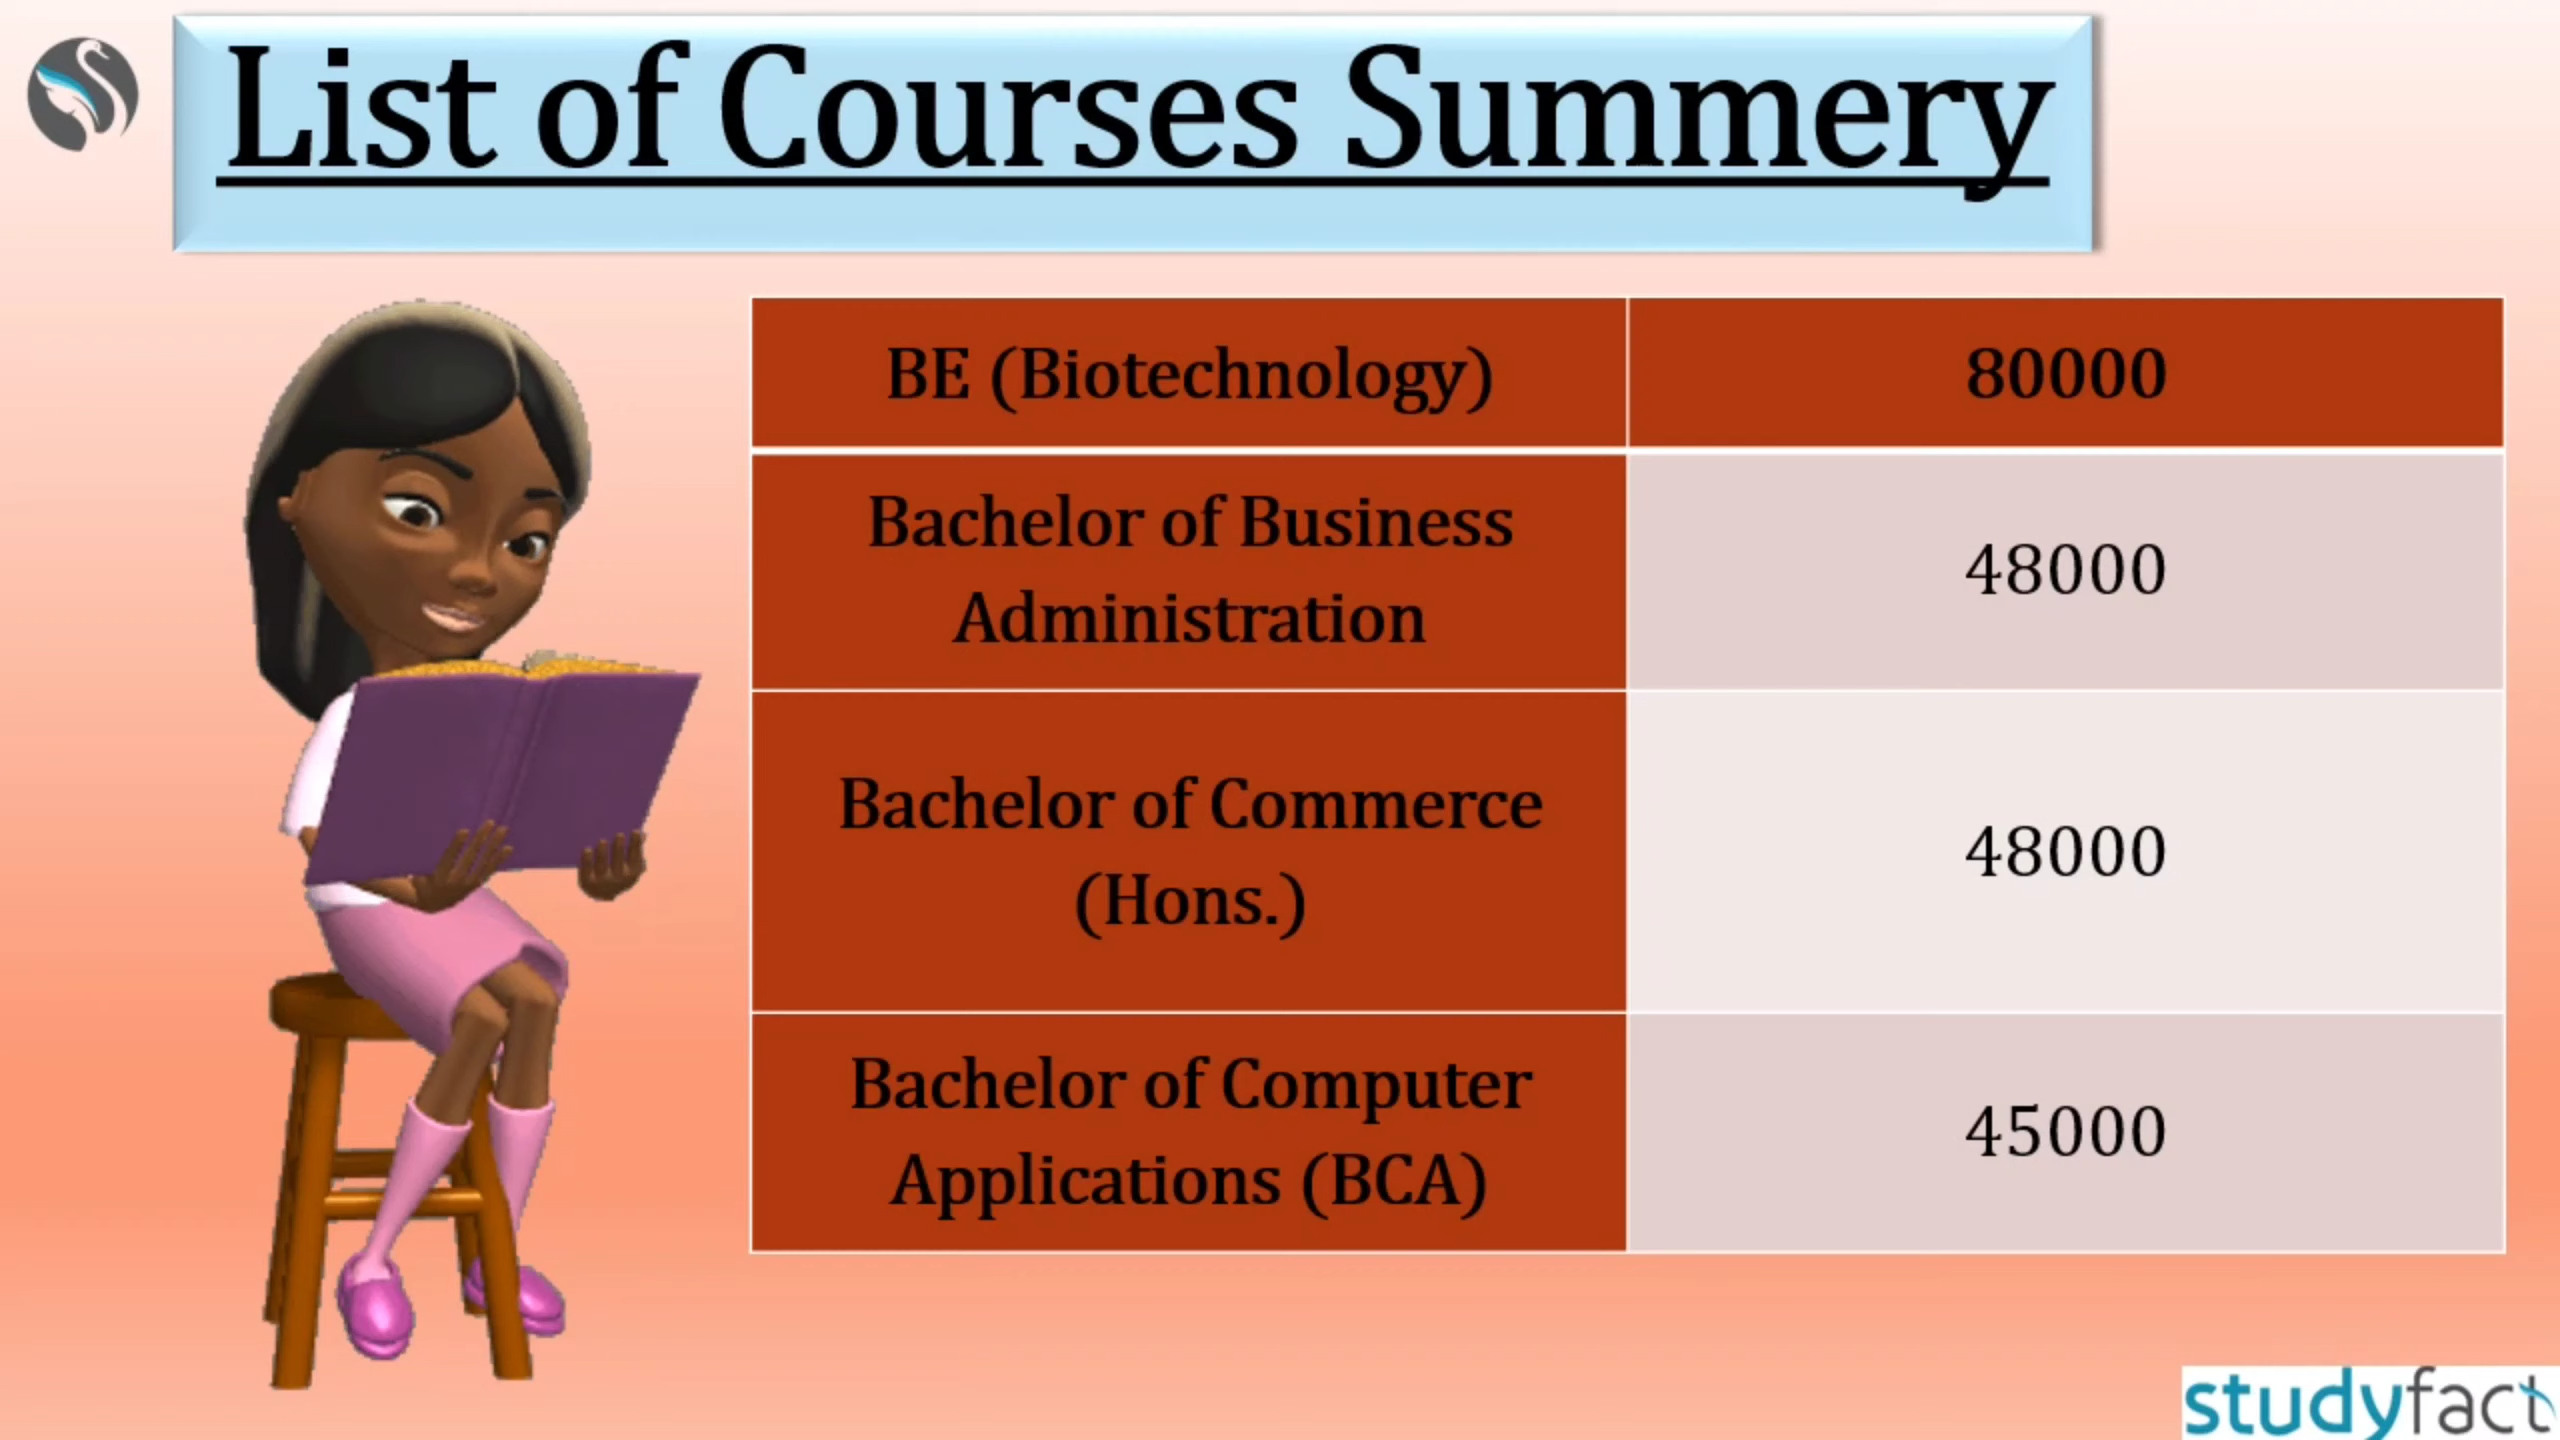 List of Courses Summery
BE (Biotechnology) 80000
Bachelor of Business
Administration
48000
Bachelor of Commerce
(Hons.)
48000
Bachelor of Computer
Applications (BCA)
45000
studyfact